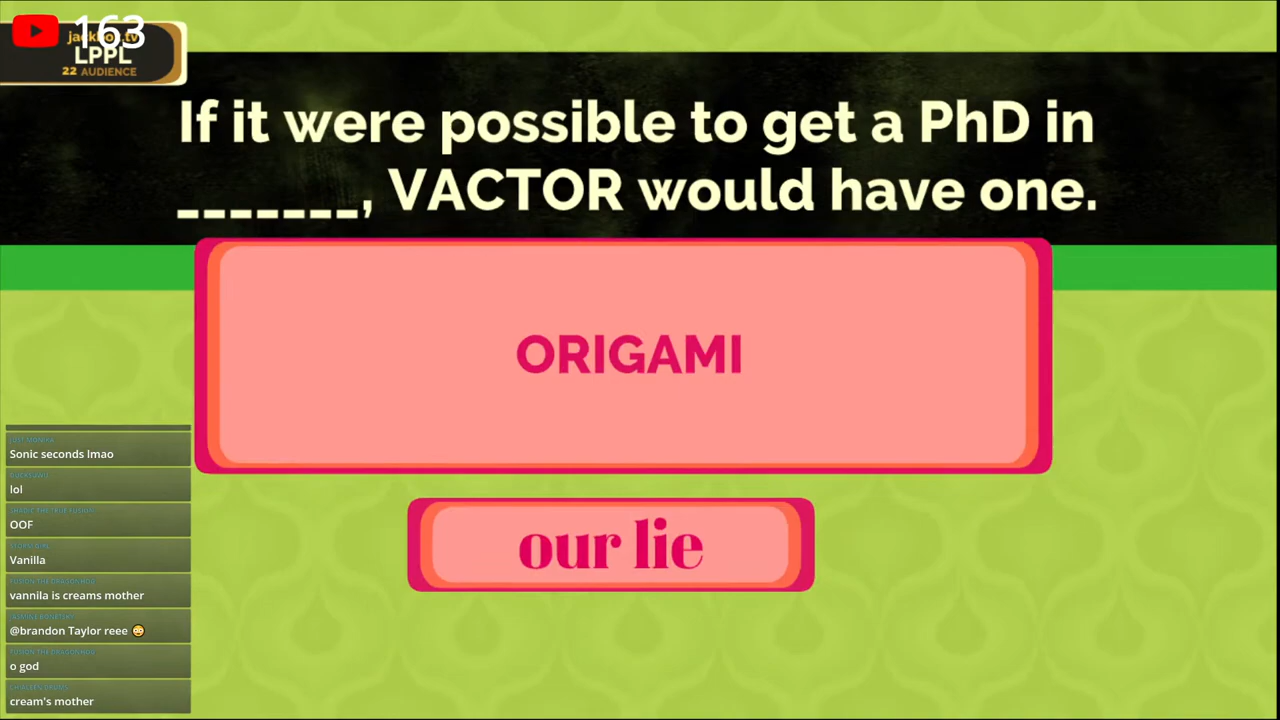 163
LPPL
22 AUDIENCE
If it were possible to get a PhD in
_______, VACTOR would have one.
ORIGAMI
our lie
Sonic seconds lmao
lol
OOF
Vanilla
vannila is creams mother
@brandon Taylor reee 😳
o god
cream's mother